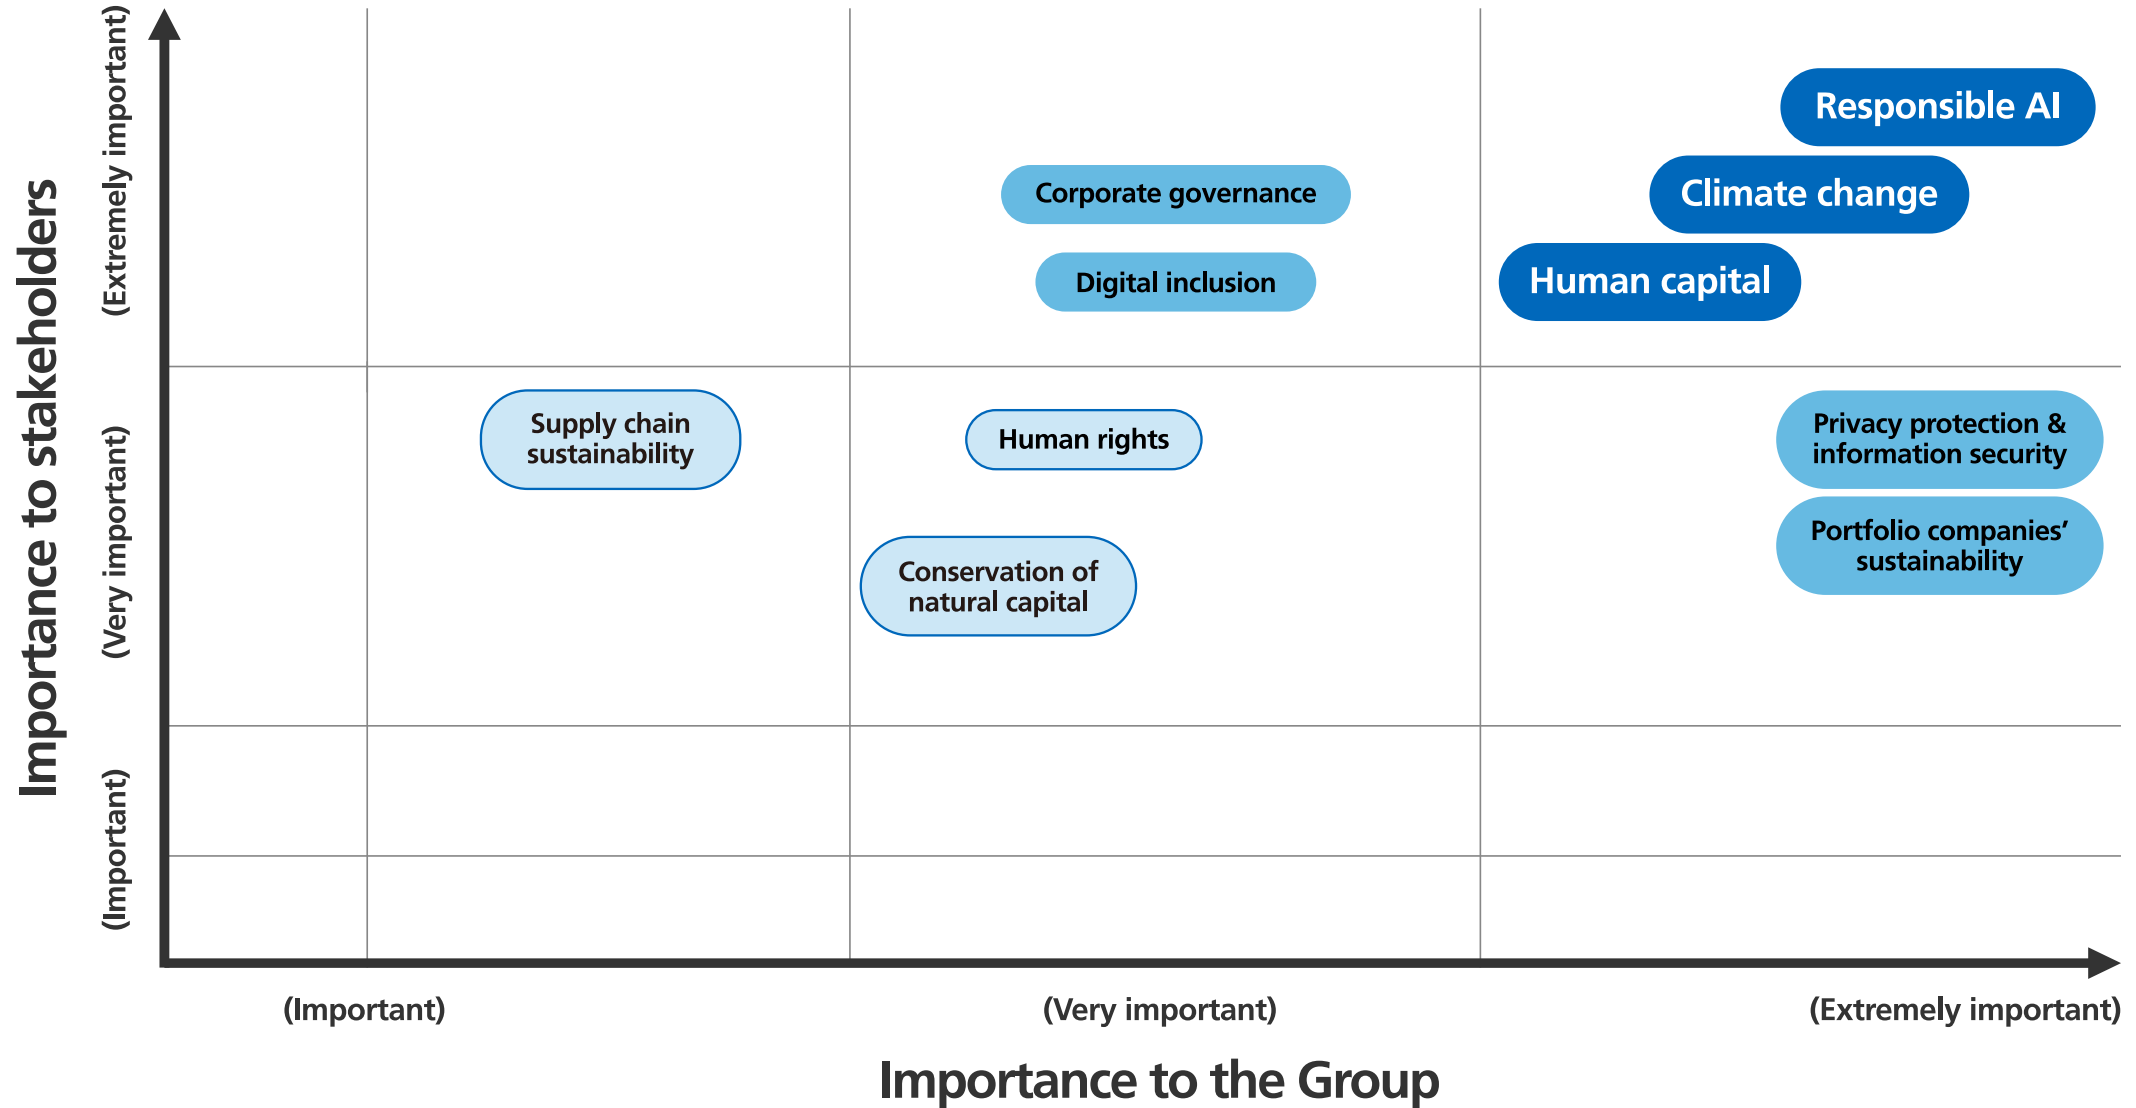 Importance to stakeholders
(Extremely important)
(Very important)
(Important)
Responsible AI
Climate change
Human capital
Corporate governance
Digital inclusion
Supply chain
sustainability
Human rights
Conservation of
natural capital
Privacy protection &
information security
Portfolio companies’
sustainability
(Important)
(Very important)
(Extremely important)
Importance to the Group